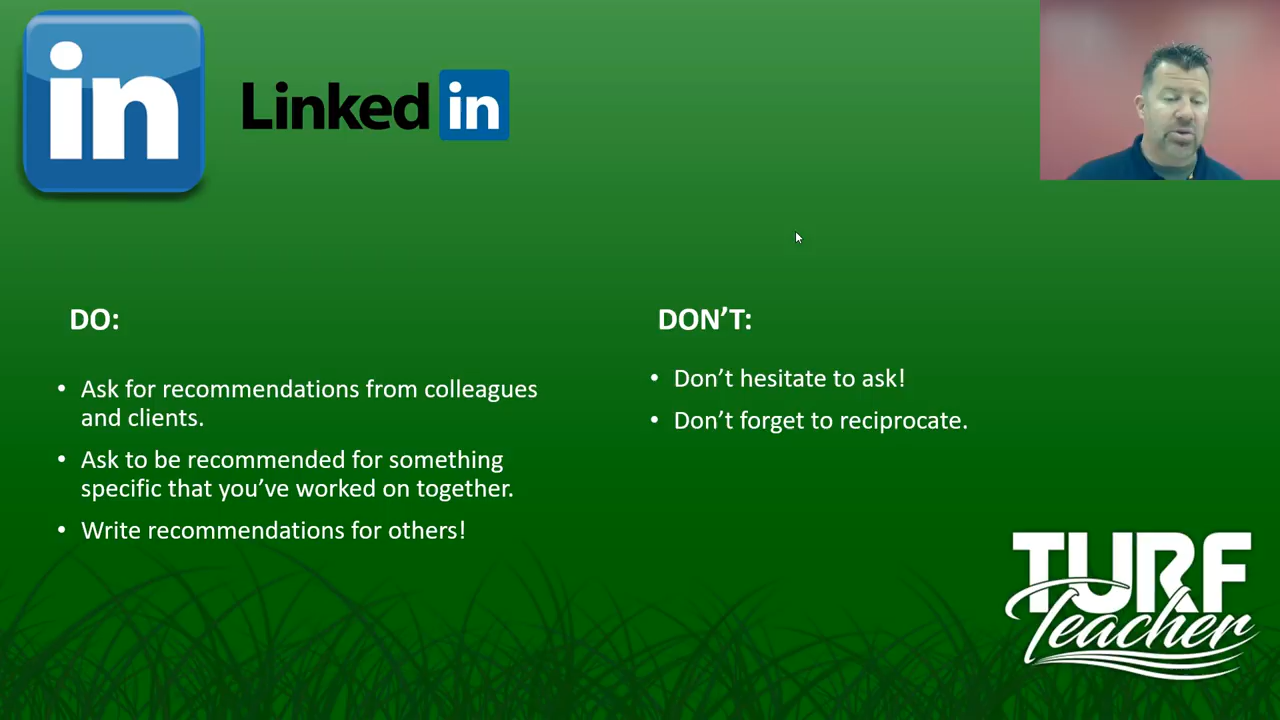 in
Linked in
DO:
• Ask for recommendations from colleagues
and clients.
• Ask to be recommended for something
specific that you’ve worked on together.
• Write recommendations for others!
DON’T:
• Don’t hesitate to ask!
• Don’t forget to reciprocate.
TURF
Teacher